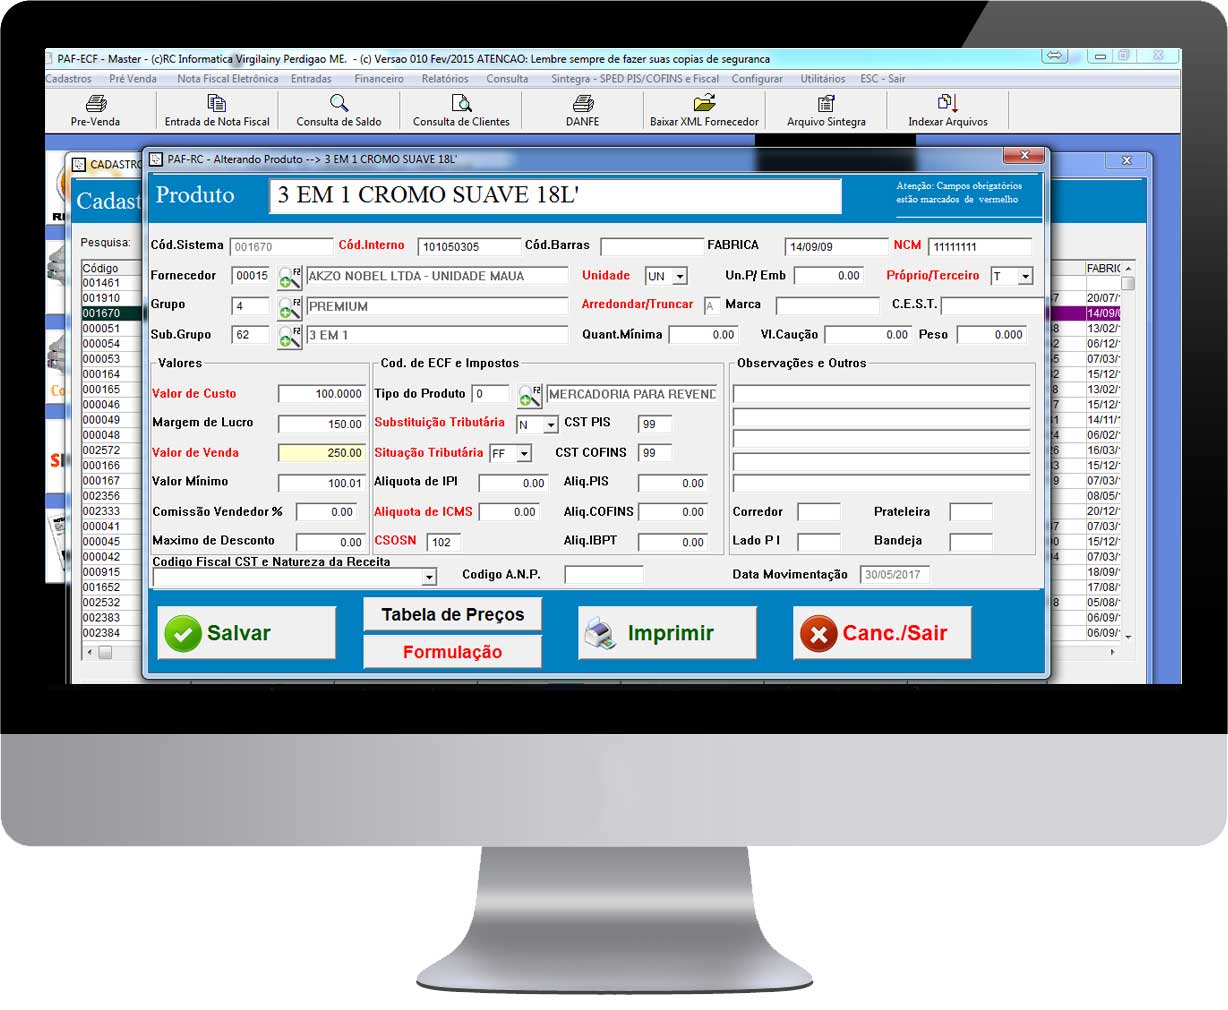 PAF-ECF - Master - (c)RC Informatica Virgilainy Perdigao ME. - (c) Versao 010 Fev/2015 ATENCAO: Lembre sempre de fazer suas copias de seguranca
Cadastros Pré Venda Nota Fiscal Eletrônica Entradas Financeiro Relatórios Consulta Sintegra - SPED PIS/COFINS e Fiscal Configurar Utilitários ESC - Sair
Pre-Venda Entrada de Nota Fiscal Consulta de Saldo Consulta de Clientes DANFE Baixar XML Fornecedor Arquivo Sintegra Indexar Arquivos
CADASTRO
PAF-RC - Alterando Produto --> 3 EM 1 CROMO SUAVE 18L'
Cadast
Produto 3 EM 1 CROMO SUAVE 18L'
Atenção: Campos obrigatórios
estão marcados de vermelho
Pesquisa:
Cód.Sistema 001670 Cód.Interno 101050305 Cód.Barras FABRICA 14/09/09 NCM 11111111
Fornecedor 00015 F2 AKZO NOBEL LTDA - UNIDADE MAUA Unidade UN Un.P/ Emb 0.00 Próprio/Terceiro T
Grupo 4 F2 PREMIUM Arredondar/Truncar A Marca C.E.S.T.
Sub.Grupo 62 F2 3 EM 1 Quant.Mínima 0.00 Vl.Caução 0.00 Peso 0.000
Valores
Valor de Custo 100.0000
Margem de Lucro 150.00
Valor de Venda 250.00
Valor Mínimo 100.01
Comissão Vendedor % 0.00
Maximo de Desconto 0.00
Cod. de ECF e Impostos
Tipo do Produto 0 F2 MERCADORIA PARA REVEND
Substituição Tributária N CST PIS 99
Situação Tributária FF CST COFINS 99
Aliquota de IPI 0.00 Aliq.PIS 0.00
Aliquota de ICMS 0.00 Aliq.COFINS 0.00
CSOSN 102 Aliq.IBPT 0.00
Observações e Outros
Corredor Prateleira
Lado P I Bandeja
Codigo Fiscal CST e Natureza da Receita
Codigo A.N.P. Data Movimentação 30/05/2017
Salvar
Tabela de Preços
Formulação
Imprimir
Canc./Sair
Código
001461
001910
001670
000051
000054
000053
000164
000165
000046
000049
000048
002572
000166
000167
002356
002333
000041
000045
000042
000915
001652
002532
002383
002384
FABRIC
20/07/
14/09/
13/02/
06/12/
07/03/
15/12/
13/02/
15/12/
14/11/
06/02/
16/03/
15/12/
07/03/
08/05/
20/12/
07/03/
15/12/
07/03/
18/09/
17/08/
05/08/
06/09/
06/09/